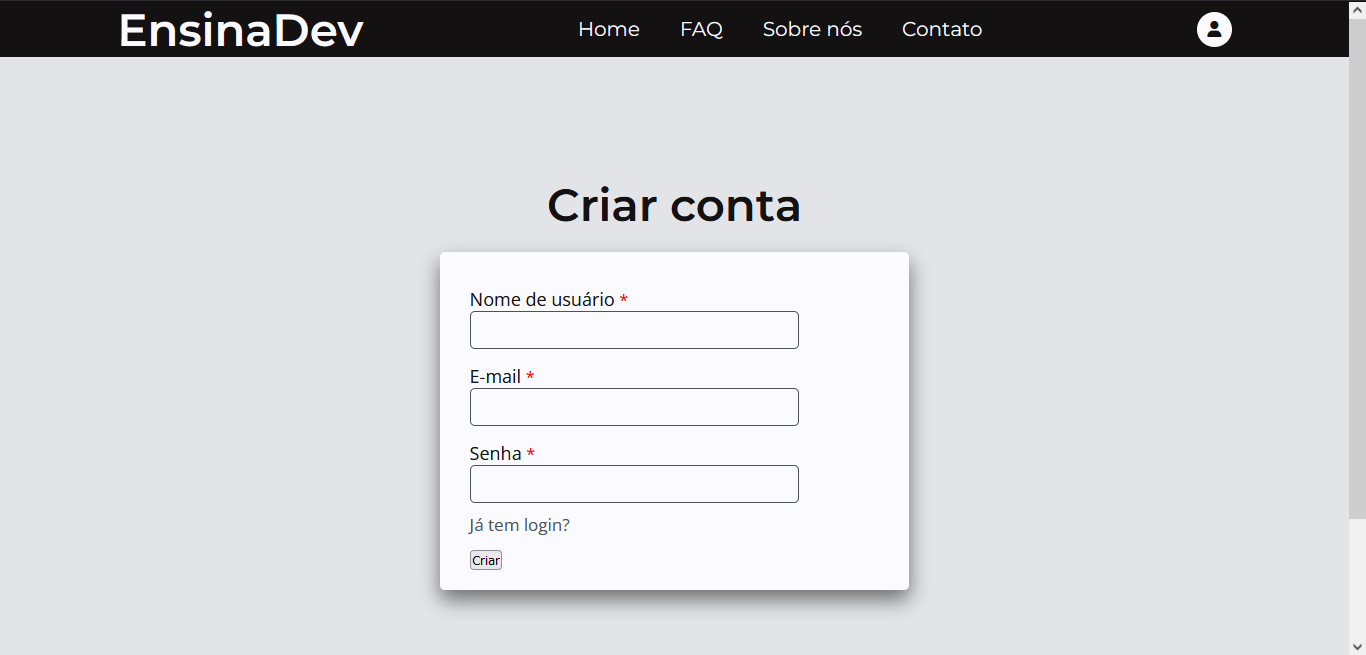 EnsinaDev
Home FAQ Sobre nós Contato
Criar conta
Nome de usuário *
E-mail *
Senha *
Já tem login?
Criar